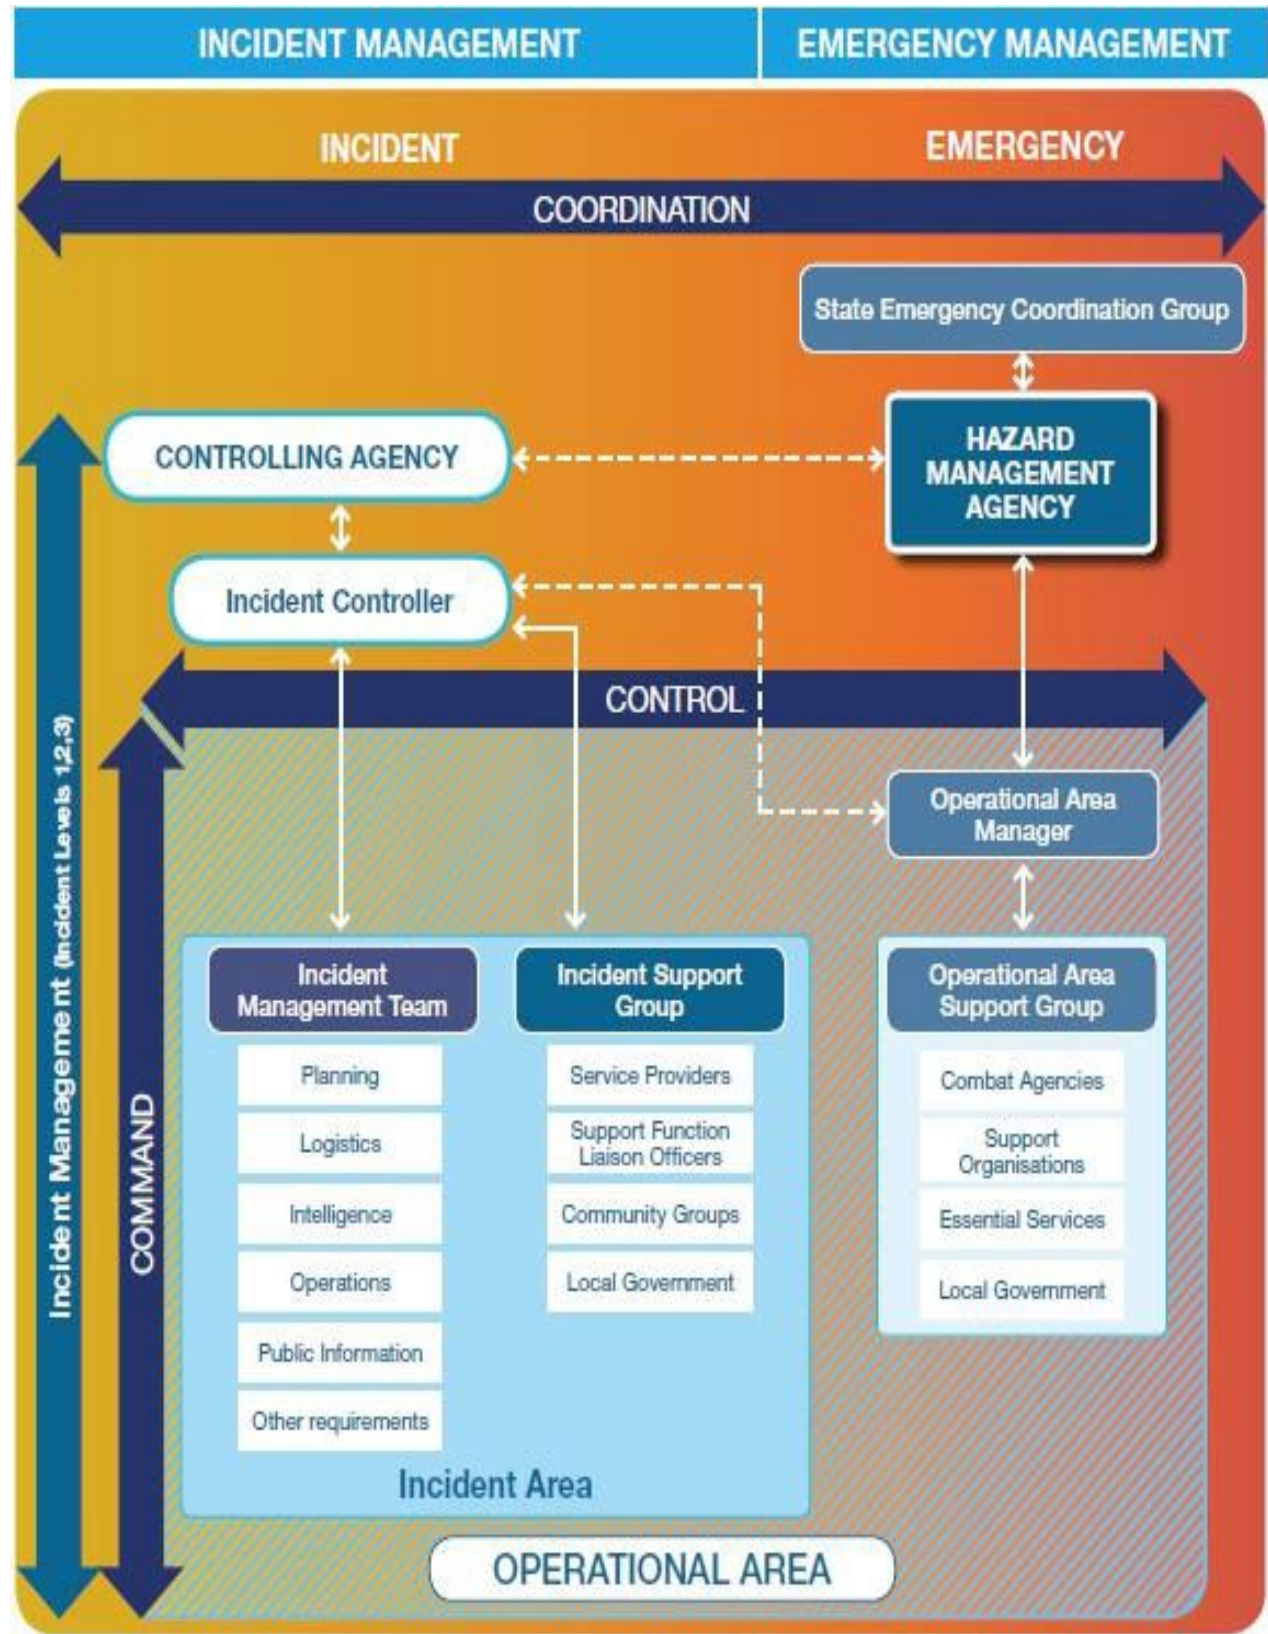 INCIDENT MANAGEMENT
EMERGENCY MANAGEMENT
INCIDENT
EMERGENCY
COORDINATION
State Emergency Coordination Group
CONTROLLING AGENCY
HAZARD
MANAGEMENT
AGENCY
Incident Controller
CONTROL
Operational Area
Manager
Incident Management (Incident Levels 1,2,3)
COMMAND
Incident
Management Team
Planning
Logistics
Intelligence
Operations
Public Information
Other requirements
Incident Support
Group
Service Providers
Support Function
Liaison Officers
Community Groups
Local Government
Incident Area
Operational Area
Support Group
Combat Agencies
Support
Organisations
Essential Services
Local Government
OPERATIONAL AREA